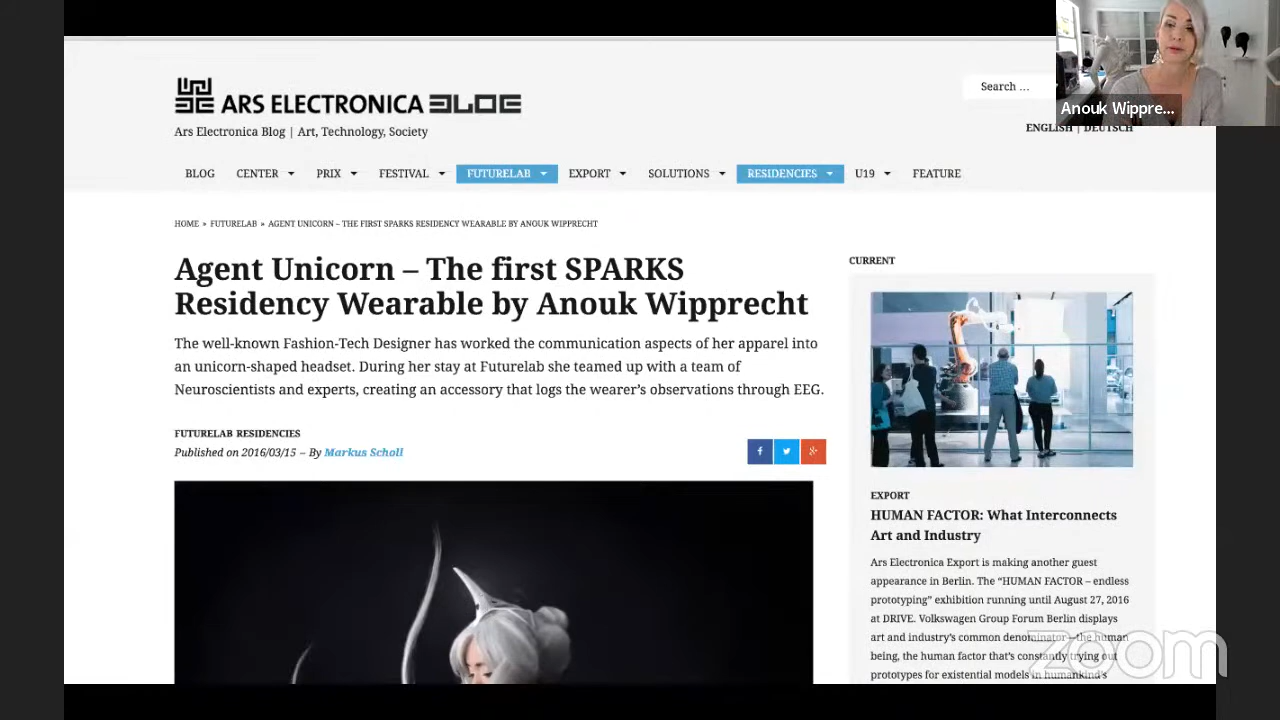 ARS ELECTRONICA BLOG
Search ...
Anouk Wippre...
Ars Electronica Blog | Art, Technology, Society
ENGLISH | DEUTSCH
BLOG CENTER PRIX FESTIVAL FUTURELAB EXPORT SOLUTIONS RESIDENCIES U19 FEATURE
HOME » FUTURELAB » AGENT UNICORN – THE FIRST SPARKS RESIDENCY WEARABLE BY ANOUK WIPPRECHT
Agent Unicorn – The first SPARKS
Residency Wearable by Anouk Wipprecht
The well-known Fashion-Tech Designer has worked the communication aspects of her apparel into
an unicorn-shaped headset. During her stay at Futurelab she teamed up with a team of
Neuroscientists and experts, creating an accessory that logs the wearer's observations through EEG.
FUTURELAB RESIDENCIES
Published on 2016/03/15 – By Markus Scholl
CURRENT
EXPORT
HUMAN FACTOR: What Interconnects
Art and Industry
Ars Electronica Export is making another guest
appearance in Berlin. The “HUMAN FACTOR – endless
prototyping” exhibition running until August 27, 2016
at DRIVE. Volkswagen Group Forum Berlin displays
art and industry's common denominator—the human
being, the human factor that's constantly trying out
prototypes for existential models in humankind's
zoom